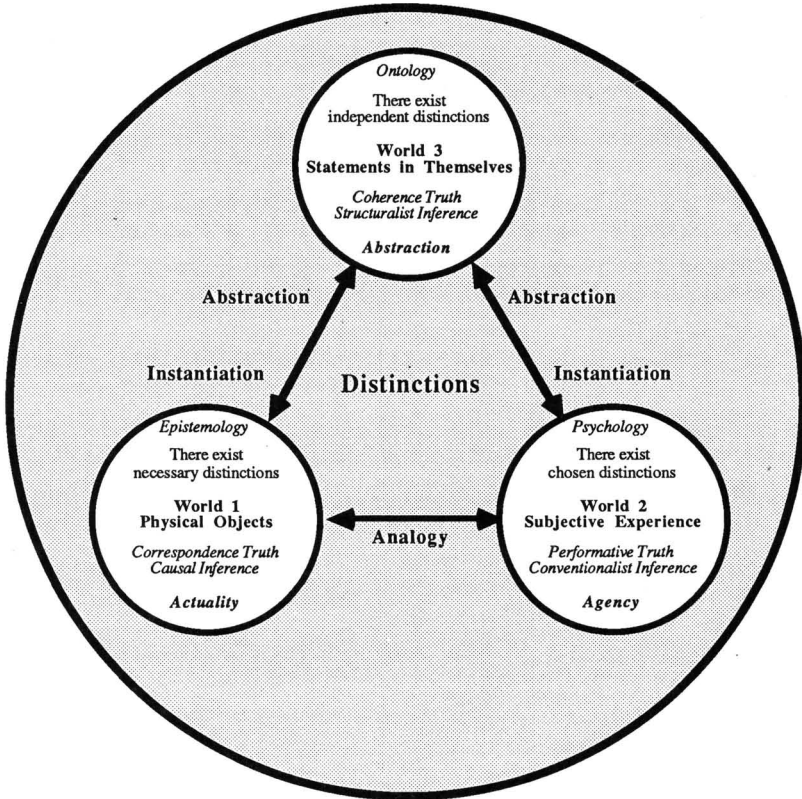 Ontology
There exist
independent distinctions
World 3
Statements in Themselves
Coherence Truth
Structuralist Inference
Abstraction
Abstraction
Abstraction
Instantiation
Distinctions
Instantiation
Epistemology
There exist
necessary distinctions
World 1
Physical Objects
Correspondence Truth
Causal Inference
Actuality
Analogy
Psychology
There exist
chosen distinctions
World 2
Subjective Experience
Performative Truth
Conventionalist Inference
Agency